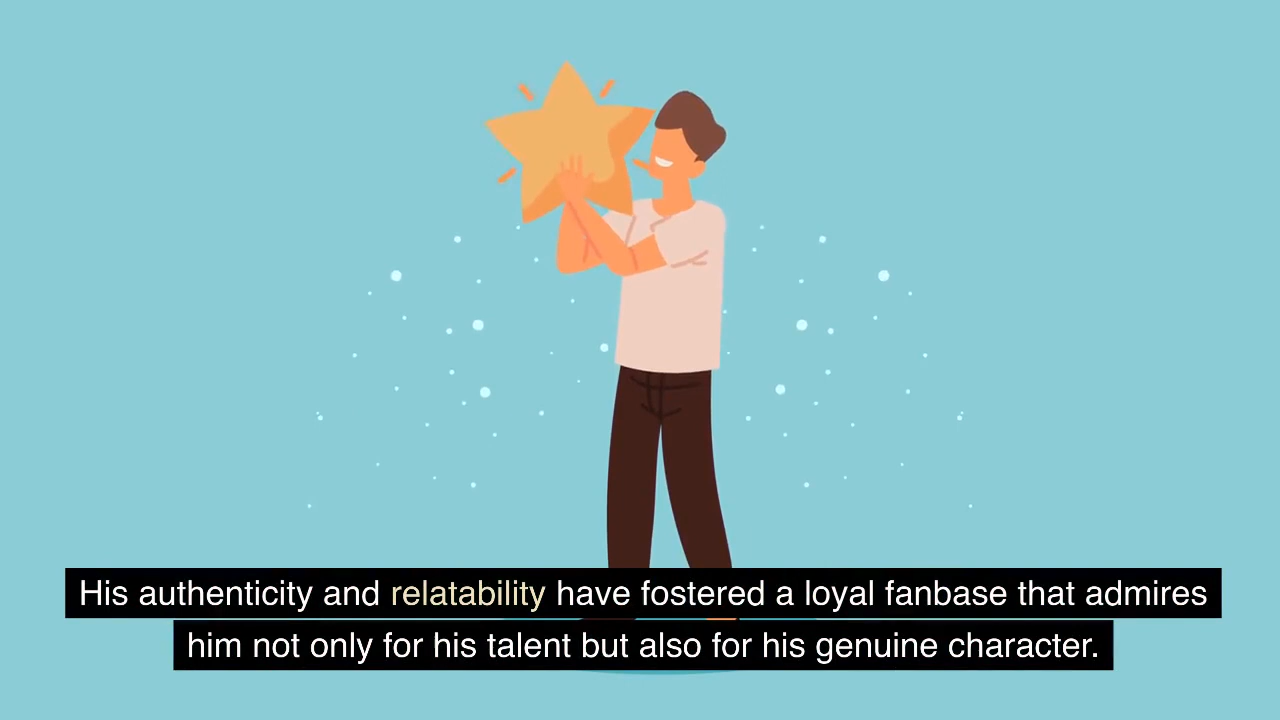 His authenticity and relatability have fostered a loyal fanbase that admires
him not only for his talent but also for his genuine character.